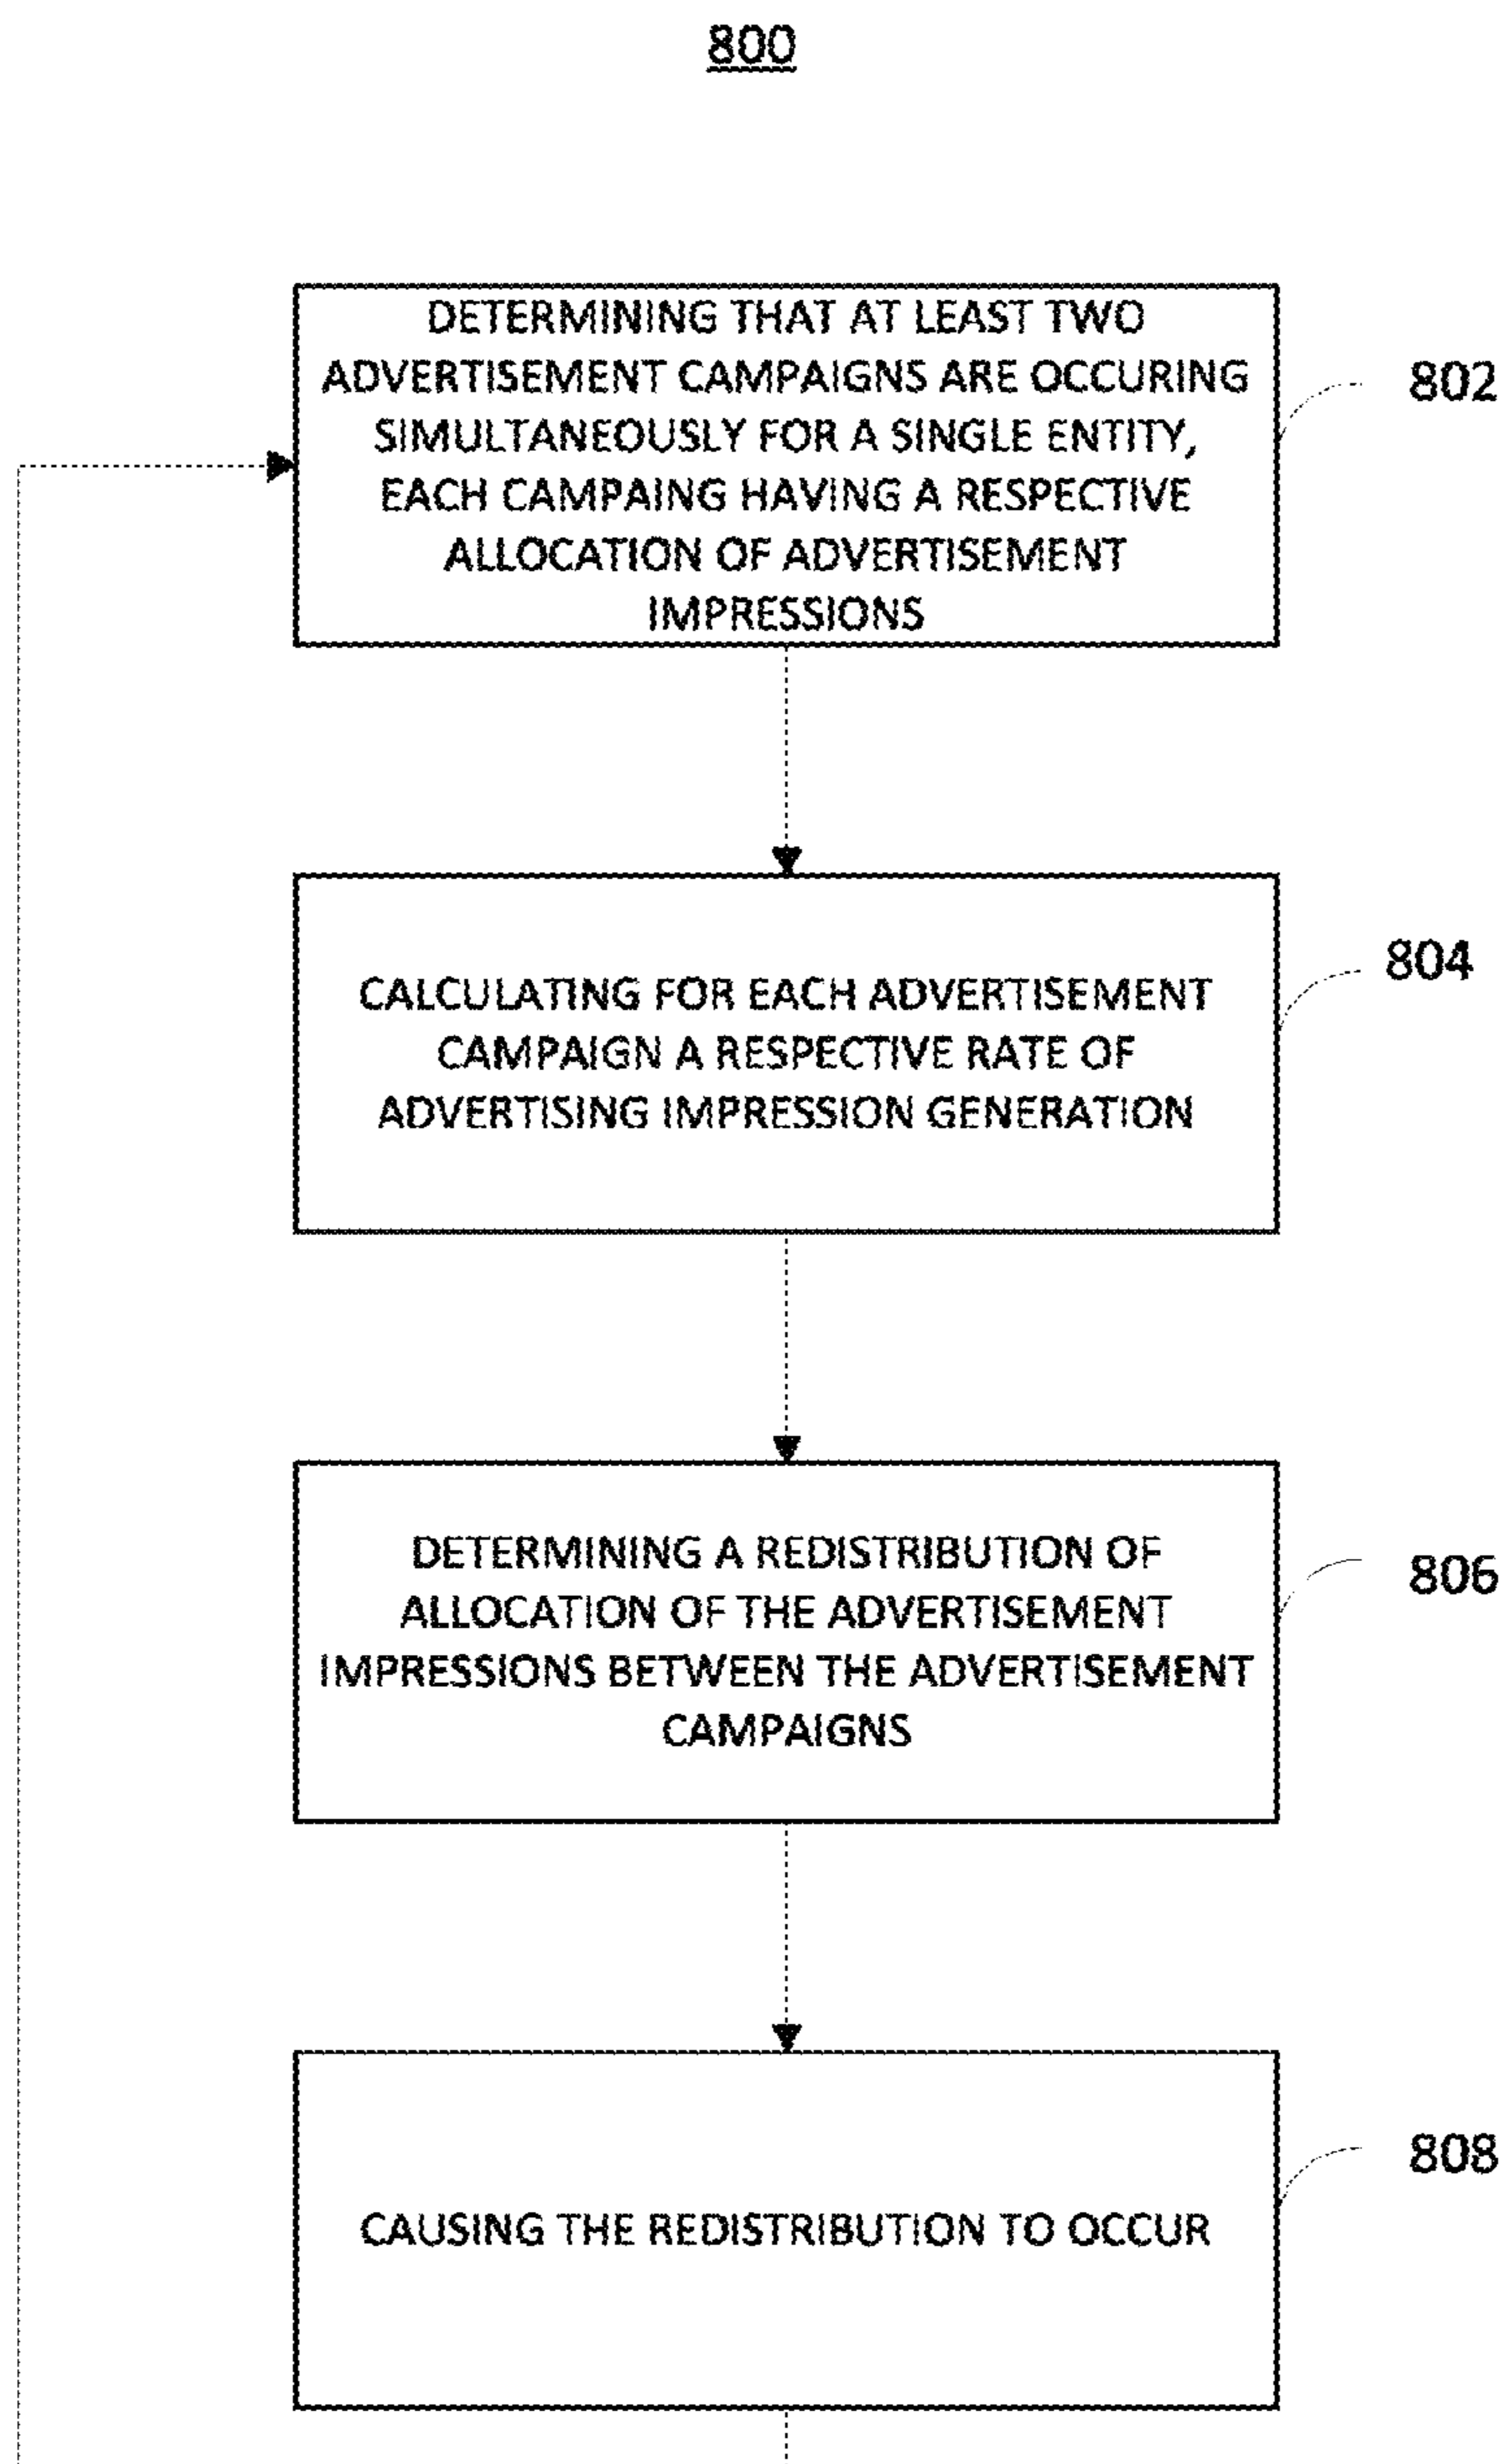 800
DETERMINING THAT AT LEAST TWO
ADVERTISEMENT CAMPAIGNS ARE OCCURING
SIMULTANEOUSLY FOR A SINGLE ENTITY,
EACH CAMPAING HAVING A RESPECTIVE
ALLOCATION OF ADVERTISEMENT
IMPRESSIONS
802
CALCULATING FOR EACH ADVERTISEMENT
CAMPAIGN A RESPECTIVE RATE OF
ADVERTISING IMPRESSION GENERATION
804
DETERMINING A REDISTRIBUTION OF
ALLOCATION OF THE ADVERTISEMENT
IMPRESSIONS BETWEEN THE ADVERTISEMENT
CAMPAIGNS
806
CAUSING THE REDISTRIBUTION TO OCCUR
808